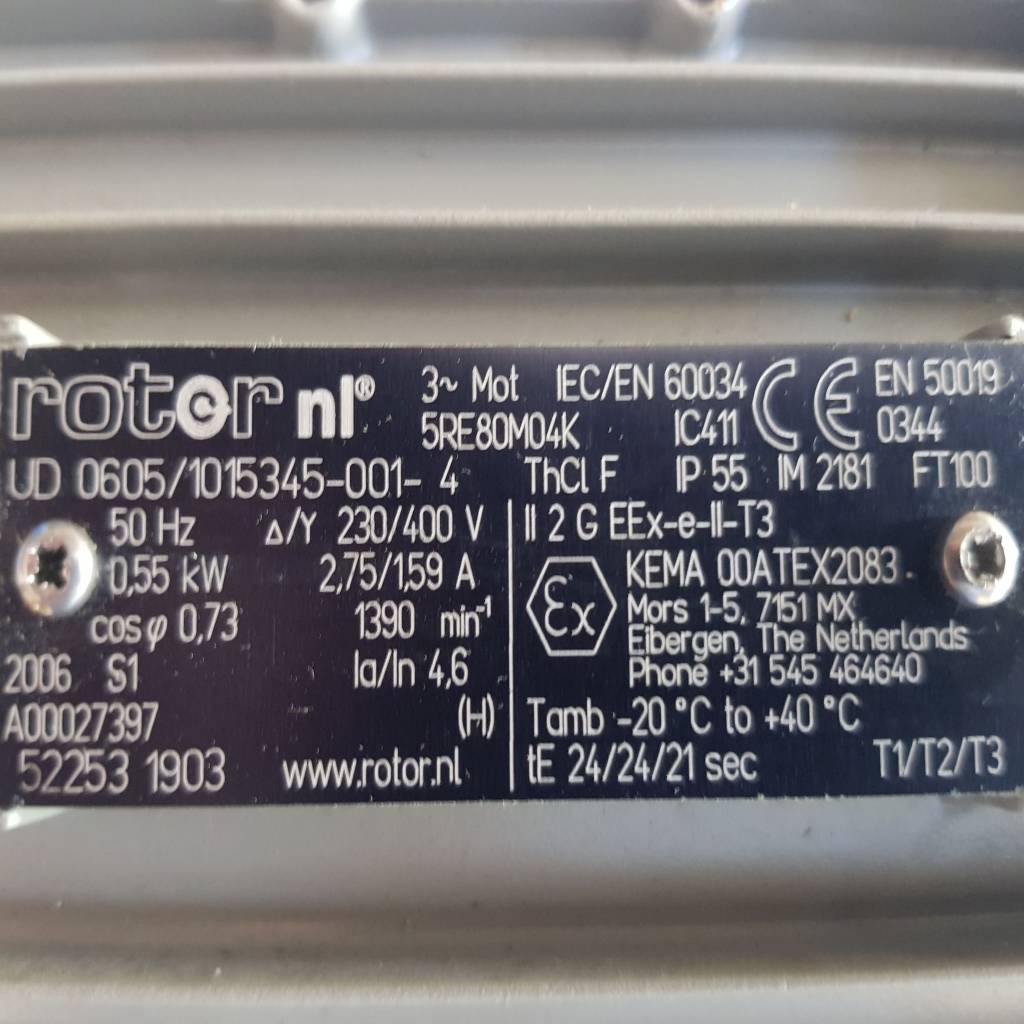 rotor nl® 3~ Mot IEC/EN 60034 CE EN 50019
5RE80M04K IC411 0344
UD 0605/1015345-001- 4 ThCl F IP 55 IM 2181 FT100
50 Hz Δ/Y 230/400 V
0,55 kW 2,75/1,59 A
cos φ 0,73 1390 min⁻¹
2006 S1 Ia/In 4,6
A00027397 (H)
52253 1903 www.rotor.nl
II 2 G EEx-e-II-T3
Ex KEMA 00ATEX2083
Mors 1-5, 7151 MX
Eibergen, The Netherlands
Phone +31 545 464640
Tamb -20 °C to +40 °C
tE 24/24/21 sec T1/T2/T3